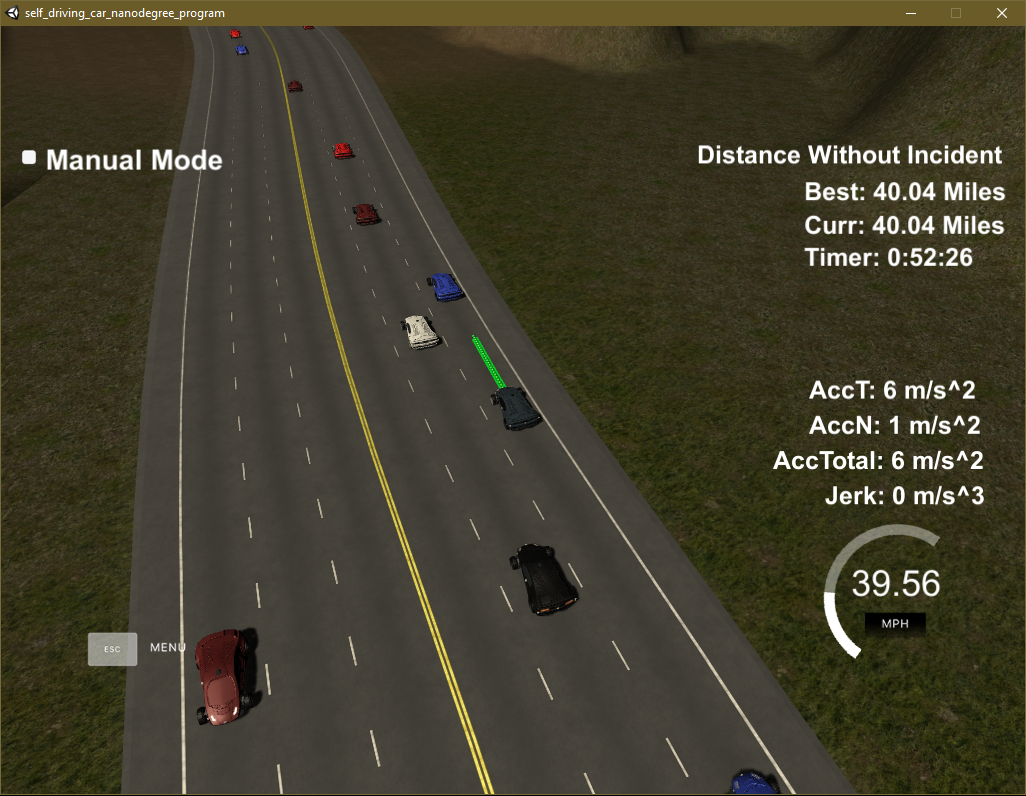 self_driving_car_nanodegree_program
Manual Mode
Distance Without Incident
Best: 40.04 Miles
Curr: 40.04 Miles
Timer: 0:52:26
AccT: 6 m/s^2
AccN: 1 m/s^2
AccTotal: 6 m/s^2
Jerk: 0 m/s^3
39.56
MPH
ESC MENU